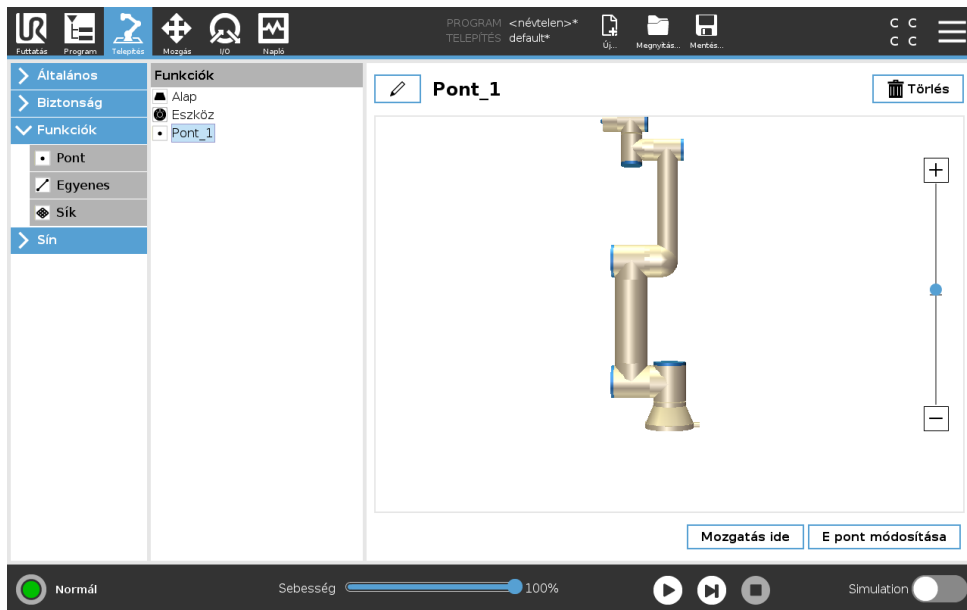 PROGRAM <névtelen>*
TELEPÍTÉS default*
C C
C C
Futtatás Program Telepítés Mozgás I/O Napló Új... Megnyitás... Mentés...
Általános
Biztonság
Funkciók
Pont
Egyenes
Sík
Sín
Funkciók
Alap
Eszköz
Pont_1
Pont_1
Törlés
+
−
Mozgatás ide E pont módosítása
Normál Sebesség 100% Simulation